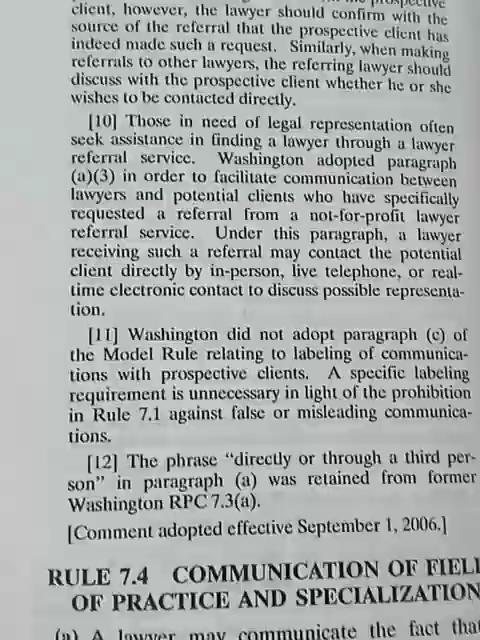 client, however, the lawyer should confirm with the
source of the referral that the prospective client has
indeed made such a request. Similarly, when making
referrals to other lawyers, the referring lawyer should
discuss with the prospective client whether he or she
wishes to be contacted directly.
[10] Those in need of legal representation often
seek assistance in finding a lawyer through a lawyer
referral service. Washington adopted paragraph
(a)(3) in order to facilitate communication between
lawyers and potential clients who have specifically
requested a referral from a not-for-profit lawyer
referral service. Under this paragraph, a lawyer
receiving such a referral may contact the potential
client directly by in-person, live telephone, or real-
time electronic contact to discuss possible representa-
tion.
[11] Washington did not adopt paragraph (c) of
the Model Rule relating to labeling of communica-
tions with prospective clients. A specific labeling
requirement is unnecessary in light of the prohibition
in Rule 7.1 against false or misleading communica-
tions.
[12] The phrase “directly or through a third per-
son” in paragraph (a) was retained from former
Washington RPC 7.3(a).
[Comment adopted effective September 1, 2006.]
RULE 7.4 COMMUNICATION OF FIEL
OF PRACTICE AND SPECIALIZATION
(a) A lawyer may communicate the fact that